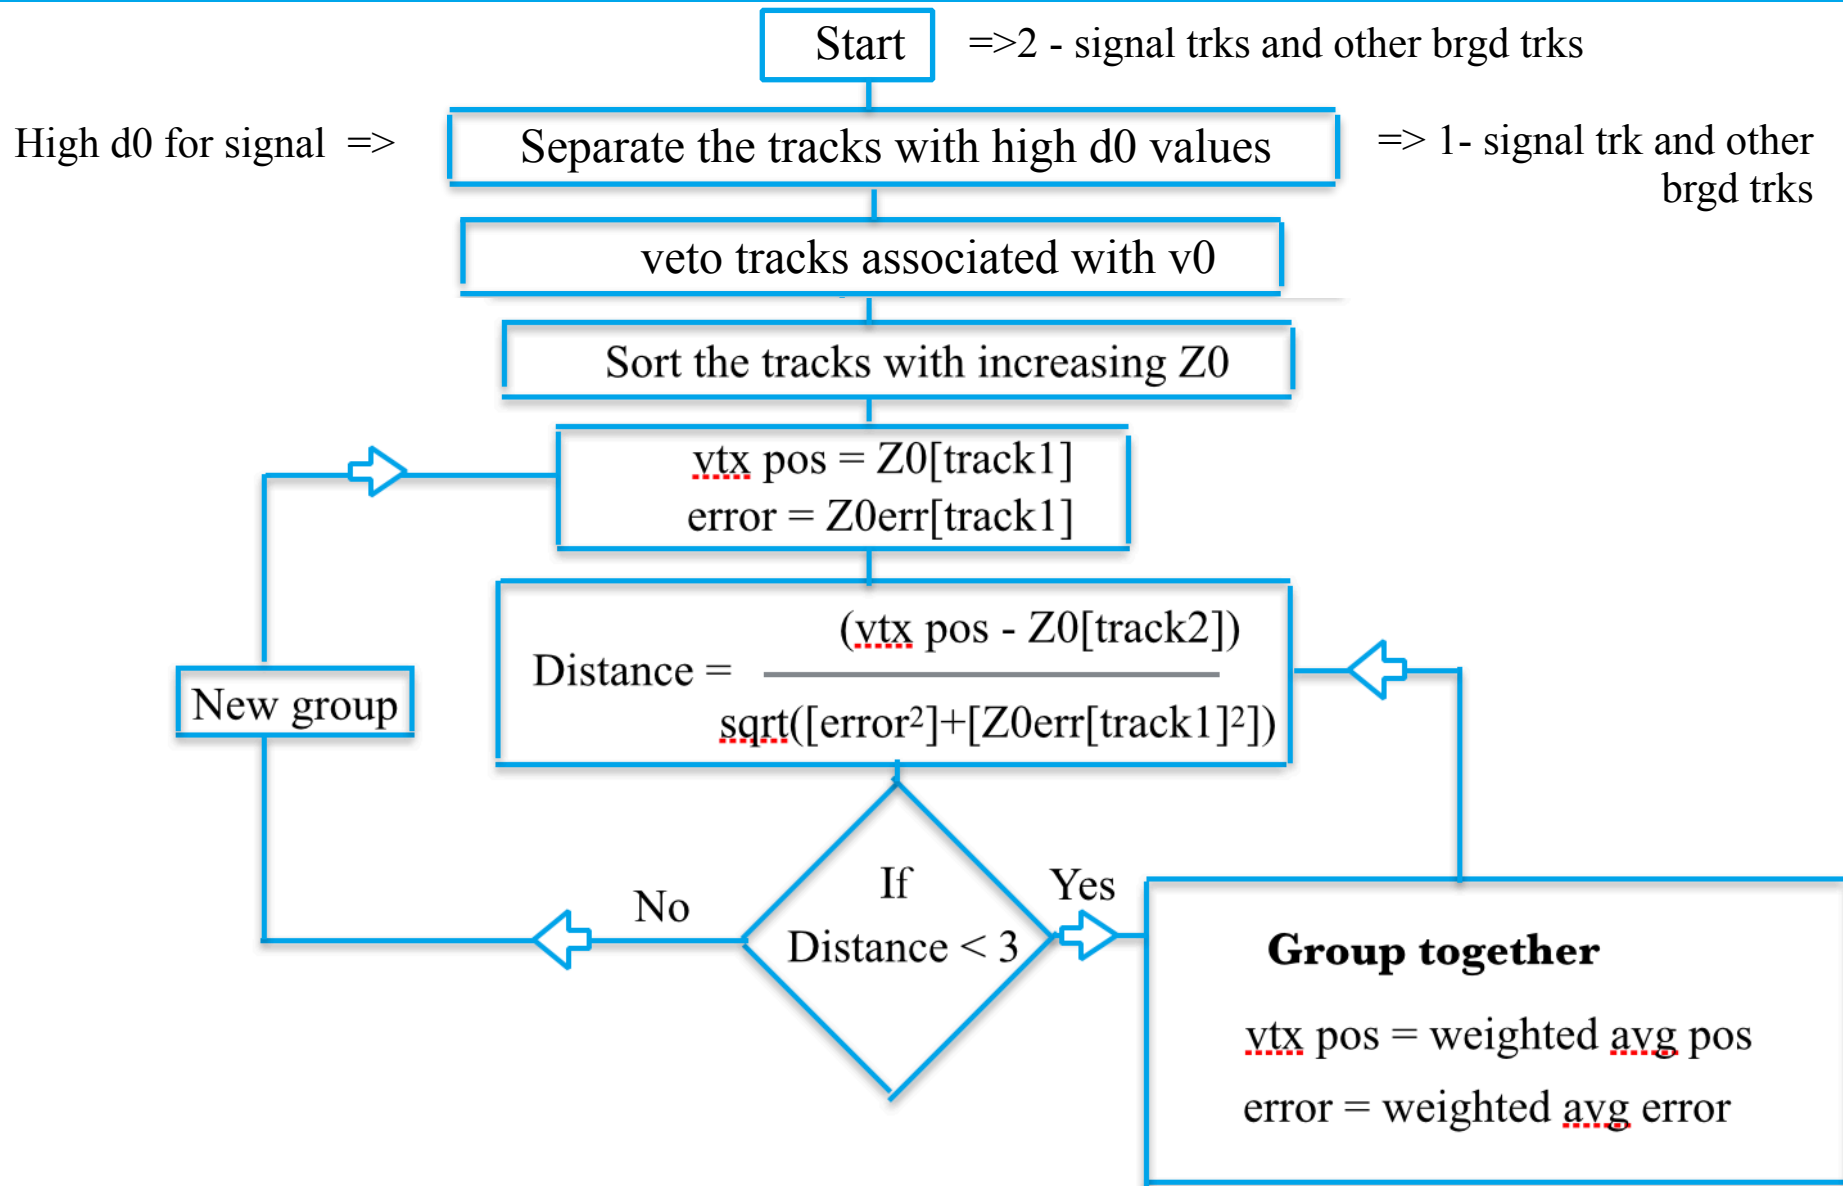 Start
=>2 - signal trks and other brgd trks
High d0 for signal =>
Separate the tracks with high d0 values
=> 1- signal trk and other
brgd trks
veto tracks associated with v0
Sort the tracks with increasing Z0
vtx pos = Z0[track1]
error = Z0err[track1]
(vtx pos - Z0[track2])
Distance =
sqrt([error²]+[Z0err[track1]²])
New group
If
Distance < 3
No
Yes
Group together
vtx pos = weighted avg pos
error = weighted avg error